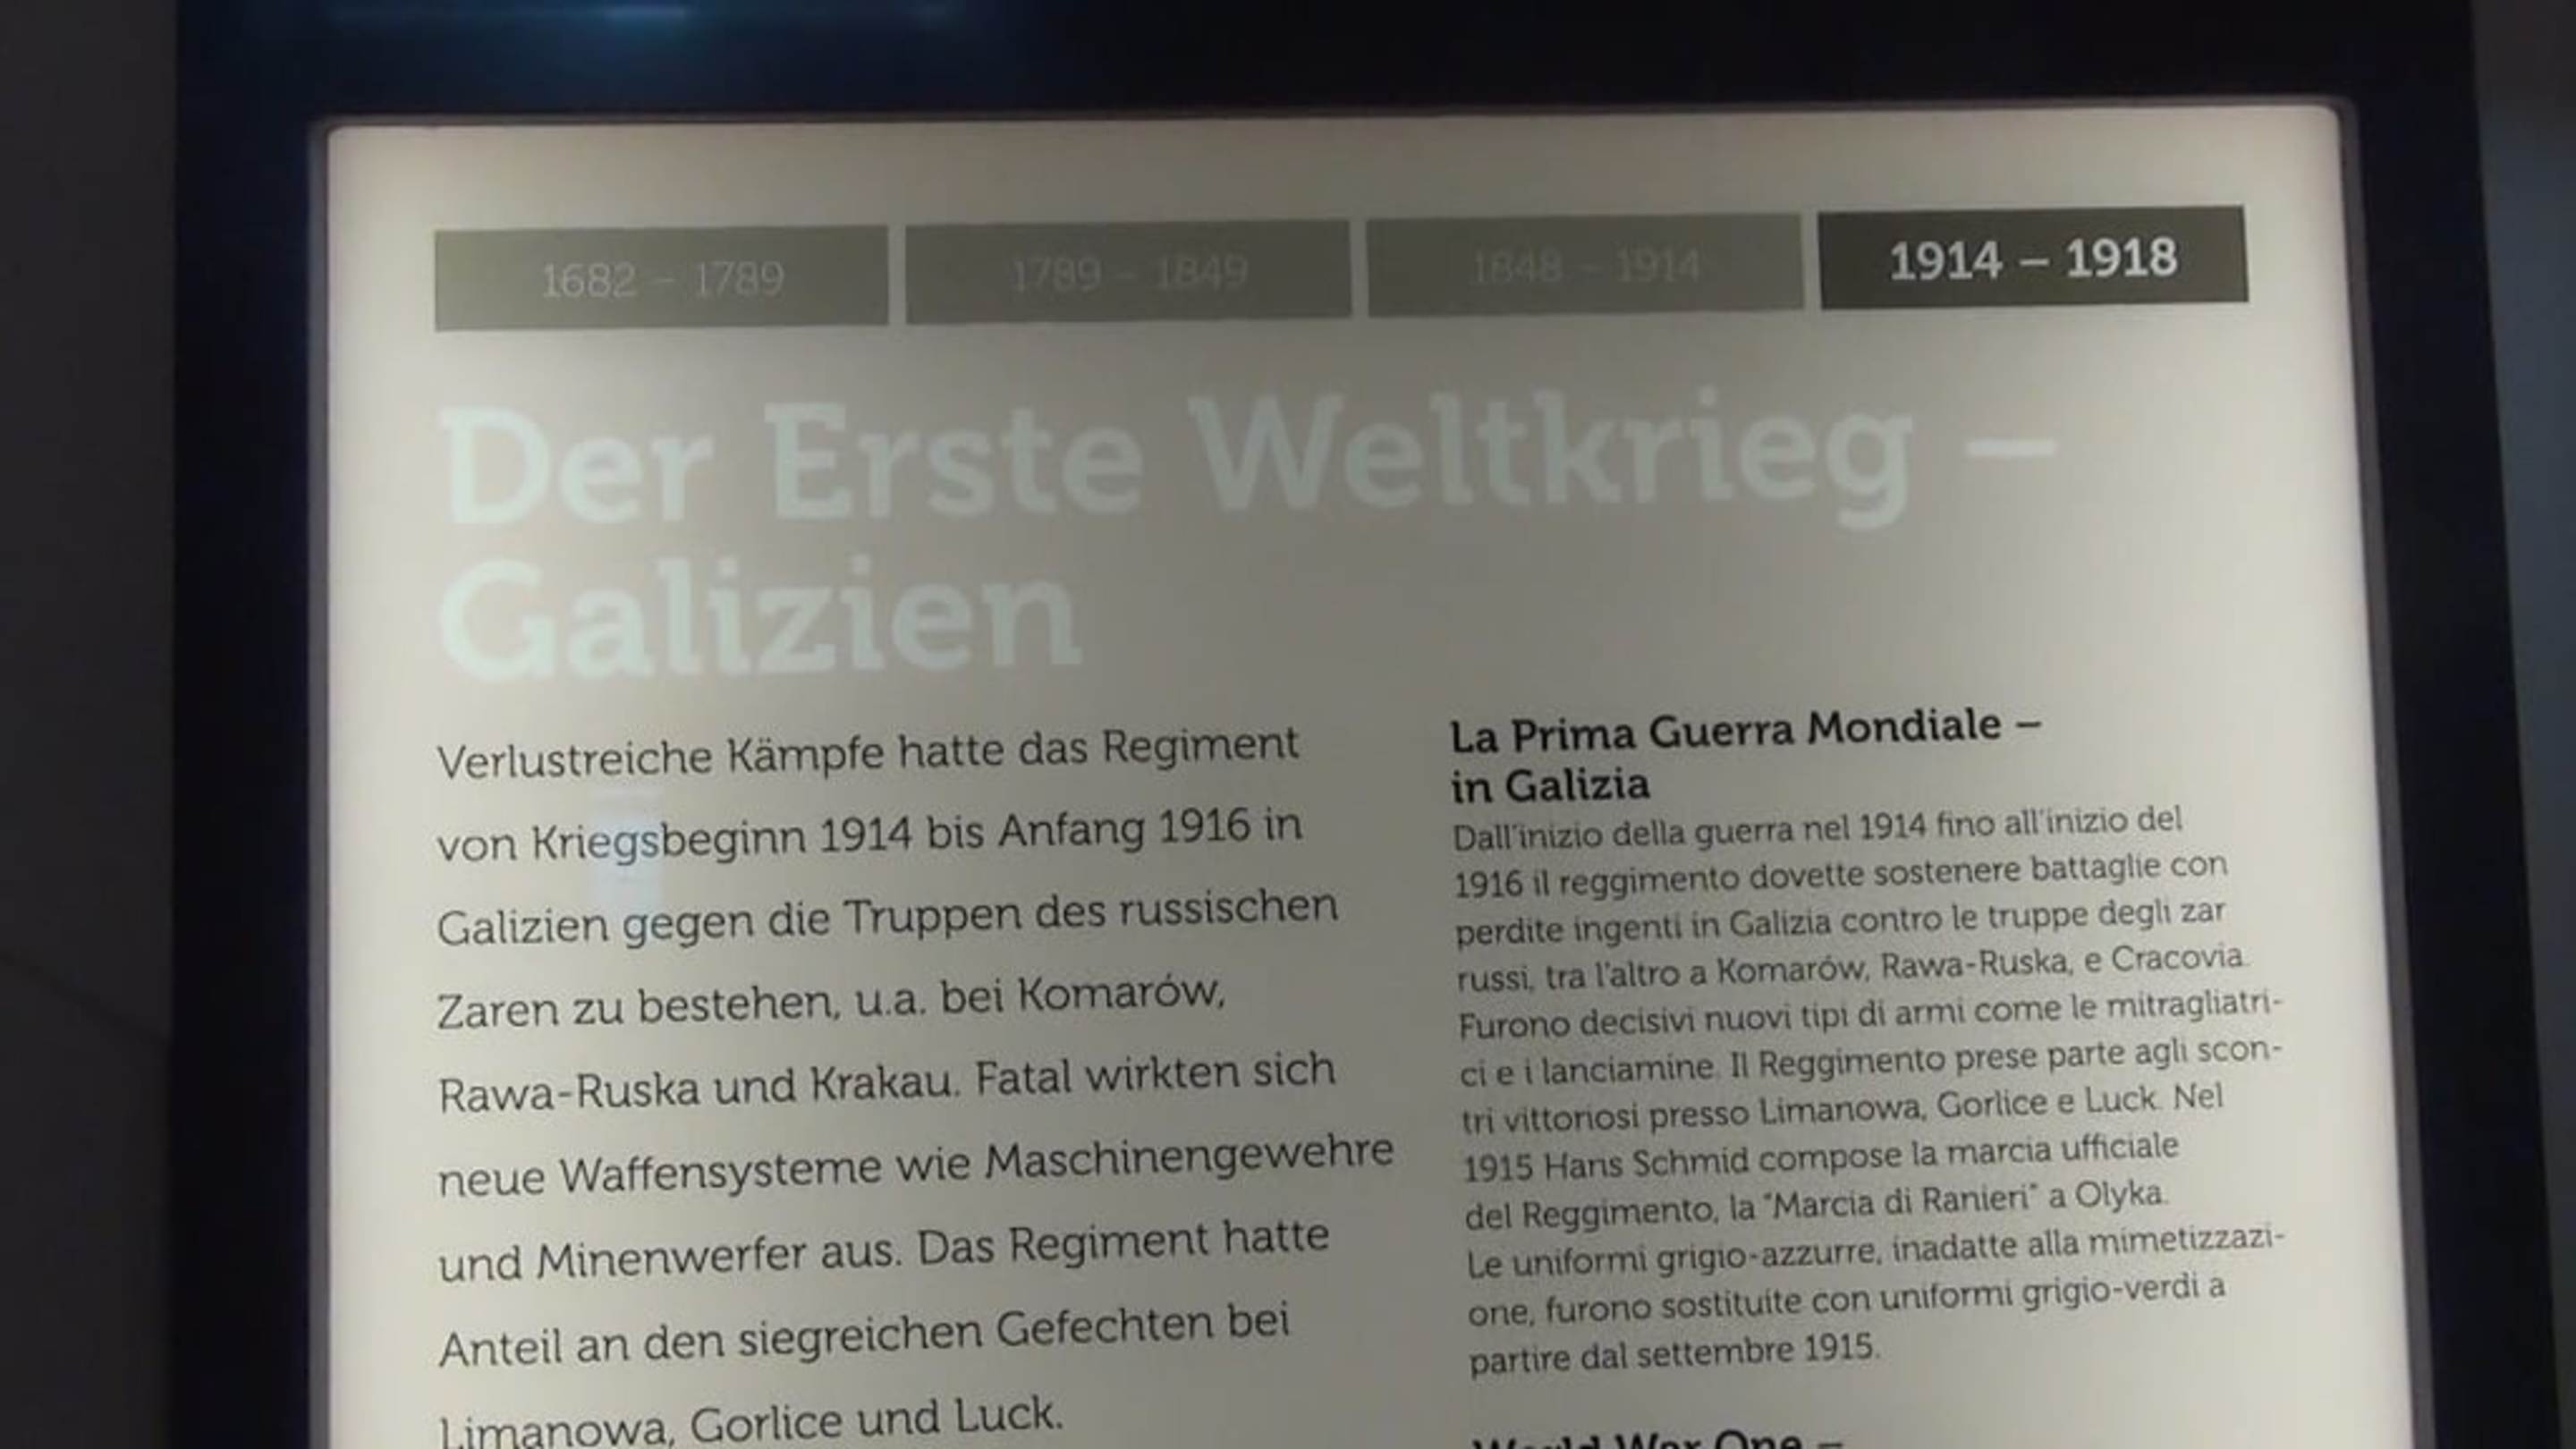 1682 – 1789
1789 – 1849
1848 – 1914
1914 – 1918
Der Erste Weltkrieg –
Galizien
Verlustreiche Kämpfe hatte das Regiment
von Kriegsbeginn 1914 bis Anfang 1916 in
Galizien gegen die Truppen des russischen
Zaren zu bestehen, u.a. bei Komarów,
Rawa-Ruska und Krakau. Fatal wirkten sich
neue Waffensysteme wie Maschinengewehre
und Minenwerfer aus. Das Regiment hatte
Anteil an den siegreichen Gefechten bei
Limanowa, Gorlice und Luck.
La Prima Guerra Mondiale –
in Galizia
Dall'inizio della guerra nel 1914 fino all'inizio del
1916 il reggimento dovette sostenere battaglie con
perdite ingenti in Galizia contro le truppe degli zar
russi, tra l'altro a Komarów, Rawa-Ruska, e Cracovia.
Furono decisivi nuovi tipi di armi come le mitragliatri-
ci e i lanciamine. Il Reggimento prese parte agli scon-
tri vittoriosi presso Limanowa, Gorlice e Luck. Nel
1915 Hans Schmid compose la marcia ufficiale
del Reggimento, la "Marcia di Ranieri" a Olyka.
Le uniformi grigio-azzurre, inadatte alla mimetizzazi-
one, furono sostituite con uniformi grigio-verdi a
partire dal settembre 1915.
World War One –